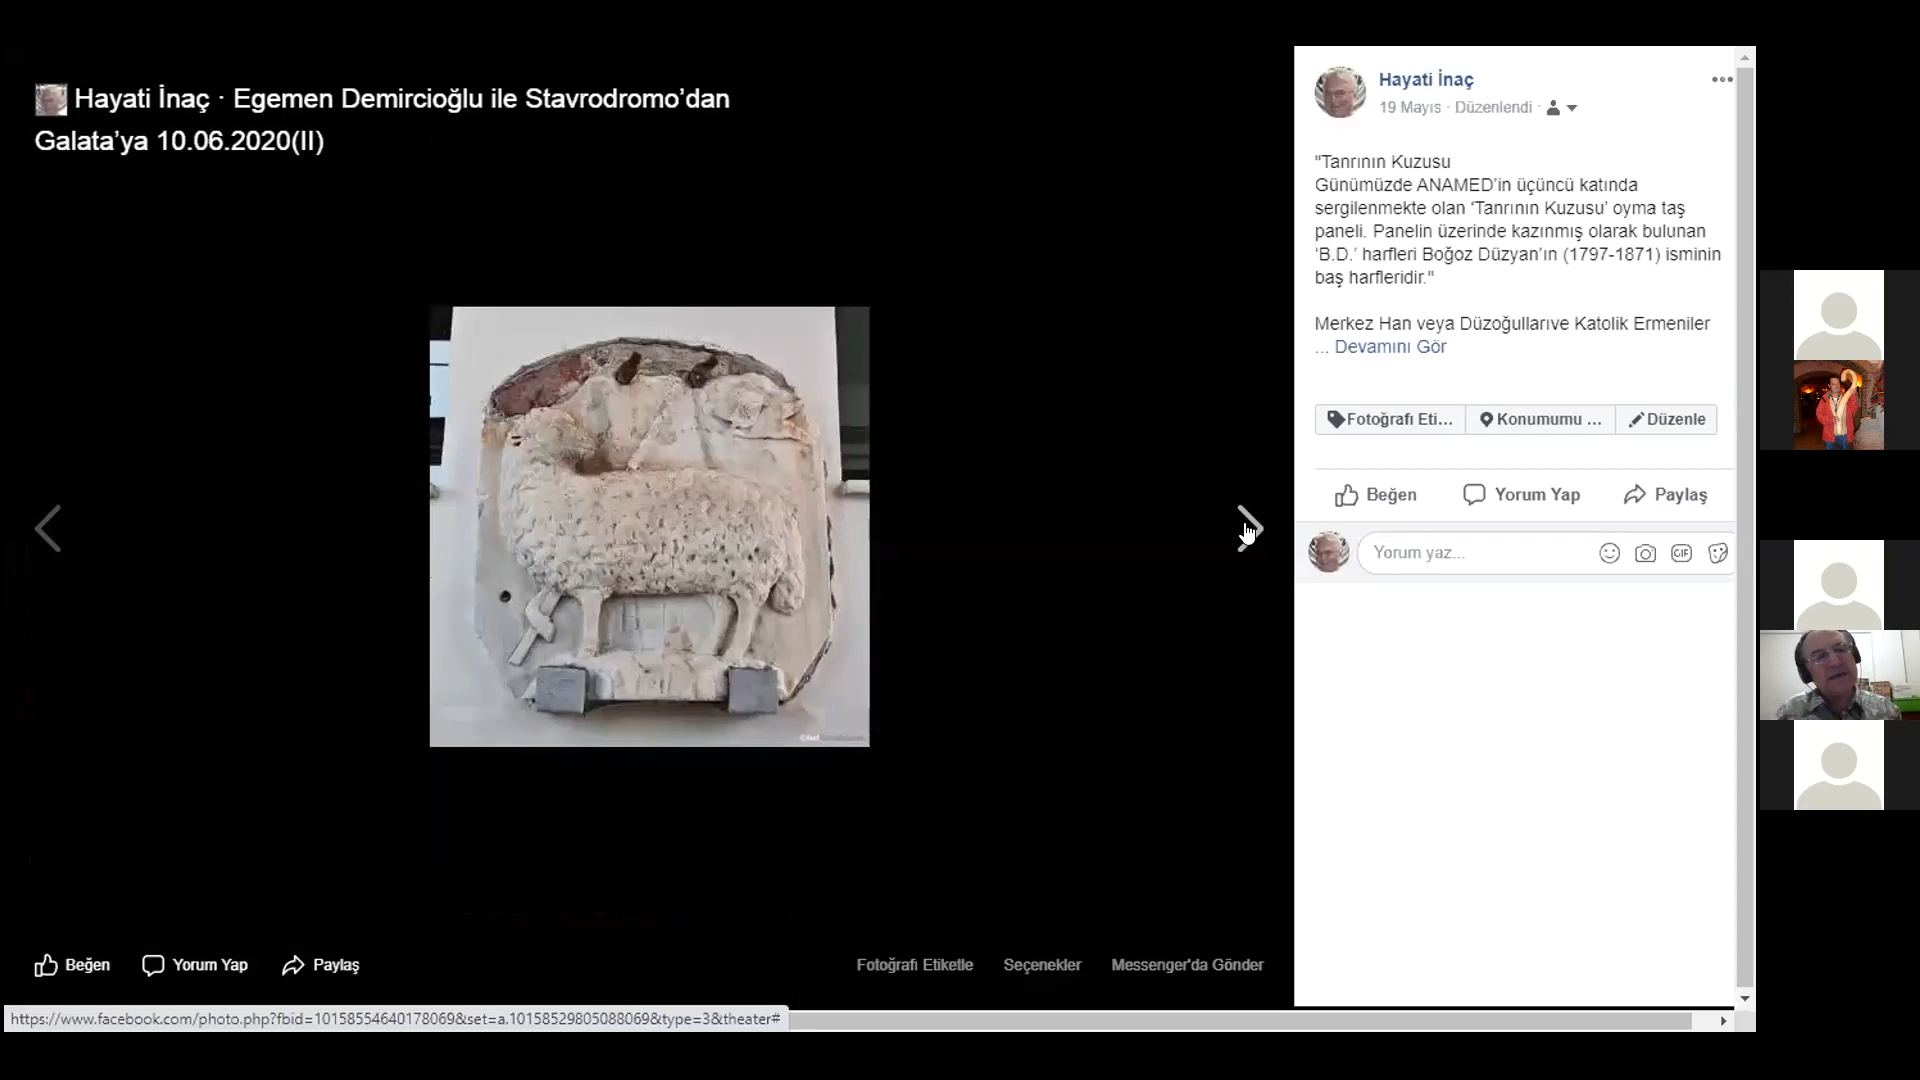 Hayati İnaç · Egemen Demircioğlu ile Stavrodromo’dan
Galata’ya 10.06.2020(II)
Hayati İnaç
19 Mayıs · Düzenlendi ·
"Tanrının Kuzusu
Günümüzde ANAMED’in üçüncü katında
sergilenmekte olan ‘Tanrının Kuzusu’ oyma taş
paneli. Panelin üzerinde kazınmış olarak bulunan
‘B.D.’ harfleri Boğoz Düzyan’ın (1797-1871) isminin
baş harfleridir."
Merkez Han veya Düzoğullarıve Katolik Ermeniler
... Devamını Gör
Fotoğrafı Eti...
Konumumu ...
Düzenle
Beğen
Yorum Yap
Paylaş
Yorum yaz...
GIF
Beğen
Yorum Yap
Paylaş
Fotoğrafı Etiketle
Seçenekler
Messenger'da Gönder
https://www.facebook.com/photo.php?fbid=10158554640178069&set=a.10158529805088069&type=3&theater#